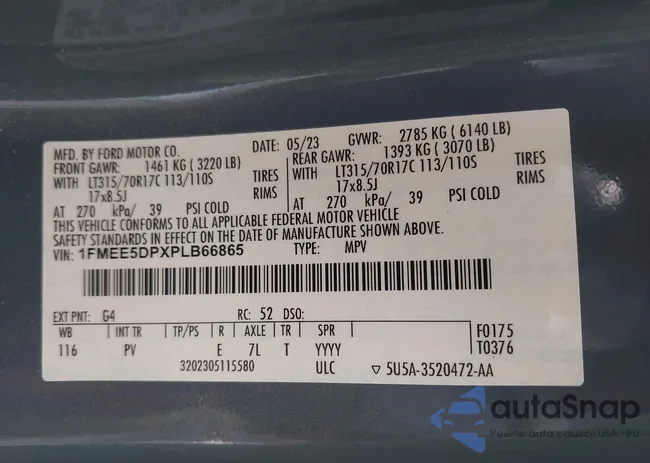 MFD. BY FORD MOTOR CO. DATE: 05/23 GVWR: 2785 KG ( 6140 LB)
FRONT GAWR: 1461 KG ( 3220 LB) REAR GAWR: 1393 KG ( 3070 LB)
WITH LT315/70R17C 113/110S TIRES WITH LT315/70R17C 113/110S TIRES
17x8.5J RIMS 17x8.5J RIMS
AT 270 kPa/ 39 PSI COLD AT 270 kPa/ 39 PSI COLD
THIS VEHICLE CONFORMS TO ALL APPLICABLE FEDERAL MOTOR VEHICLE
SAFETY STANDARDS IN EFFECT ON THE DATE OF MANUFACTURE SHOWN ABOVE.
VIN: 1FMEE5DPXPLB66865 TYPE: MPV
EXT PNT: G4 RC: 52 DSO:
WB INT TR TP/PS R AXLE TR SPR F0175
116 PV E 7L T YYYY T0376
3202305115580 ULC ▽ 5U5A-3520472-AA
autoSnap
Pewne auta z aukcji USA i EU